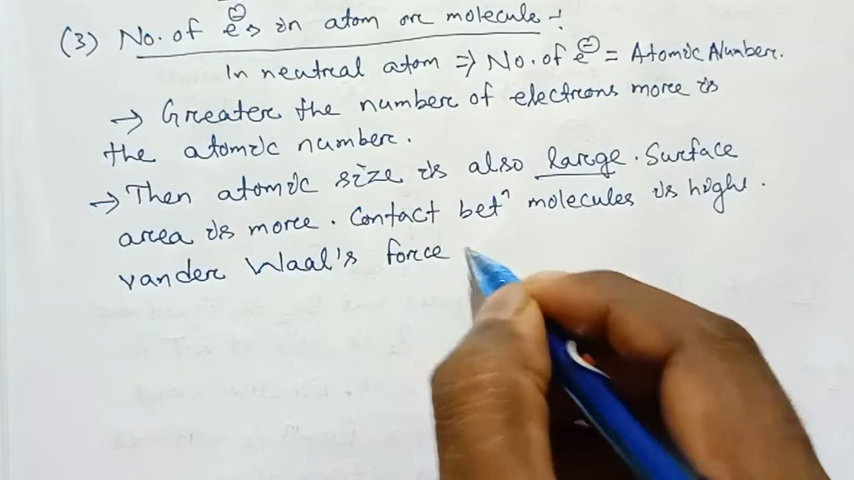 (3) No. of e⊖s in atom or molecule :-
In neutral atom ⇒ No. of e⊖ = Atomic Number.
→ Greater the number of electrons more is
the atomic number.
→ Then atomic size is also large. Surface
area is more. Contact betⁿ molecules is high.
vander Waal's force